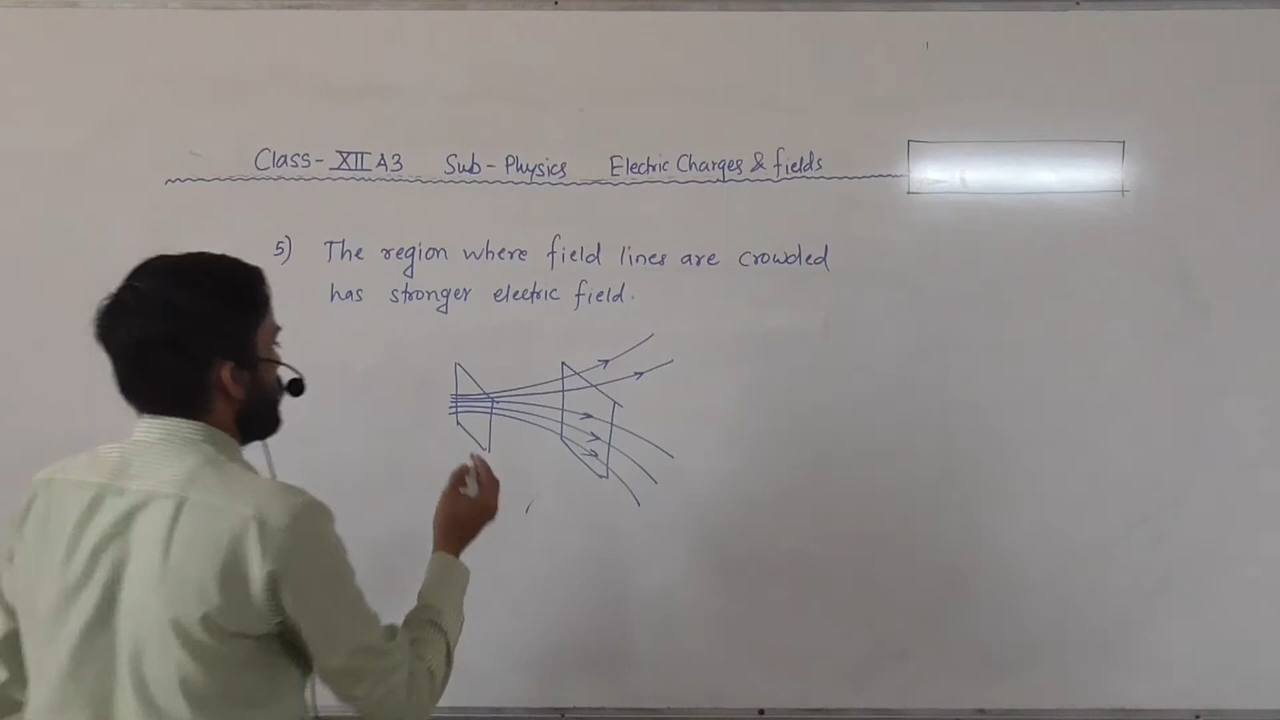 Class- XII A3 Sub- Physics Electric Charges & fields
5) The region where field lines are crowded
has stronger electric field.